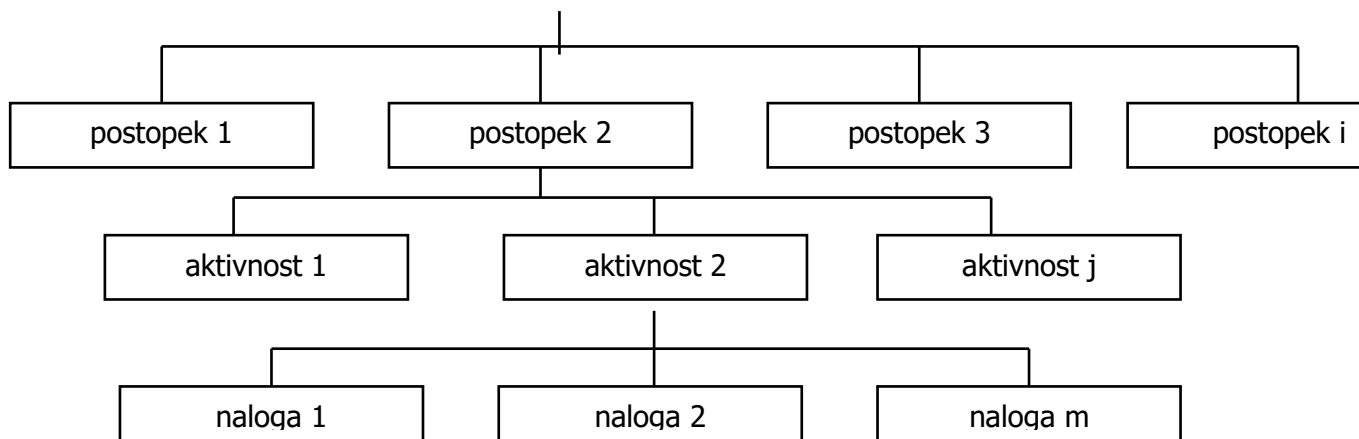 postopek 1
postopek 2
postopek 3
postopek i
aktivnost 1
aktivnost 2
aktivnost j
naloga 1
naloga 2
naloga m